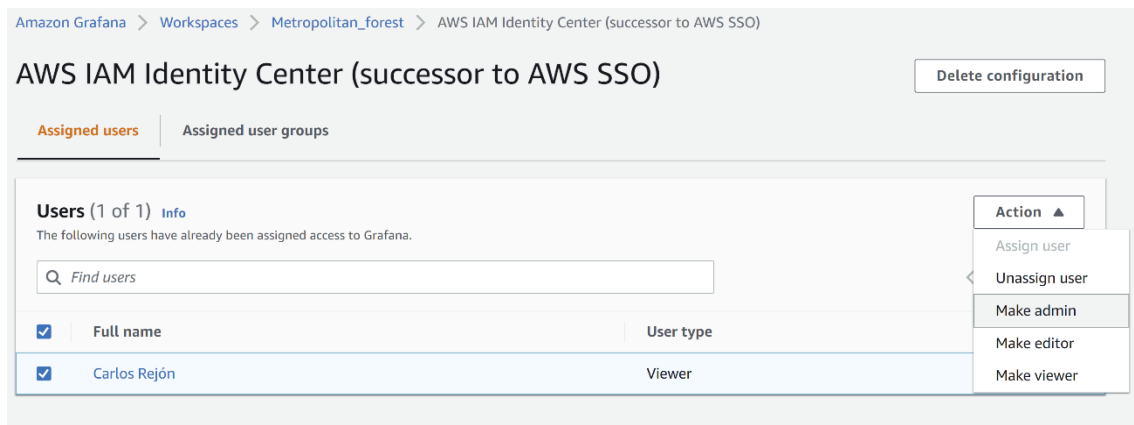 Amazon Grafana > Workspaces > Metropolitan_forest > AWS IAM Identity Center (successor to AWS SSO)
AWS IAM Identity Center (successor to AWS SSO)
Delete configuration
Assigned users
Assigned user groups
Users (1 of 1) Info
The following users have already been assigned access to Grafana.
Action
Find users
Assign user
Unassign user
Make admin
Make editor
Make viewer
Full name User type
Carlos Rejón Viewer